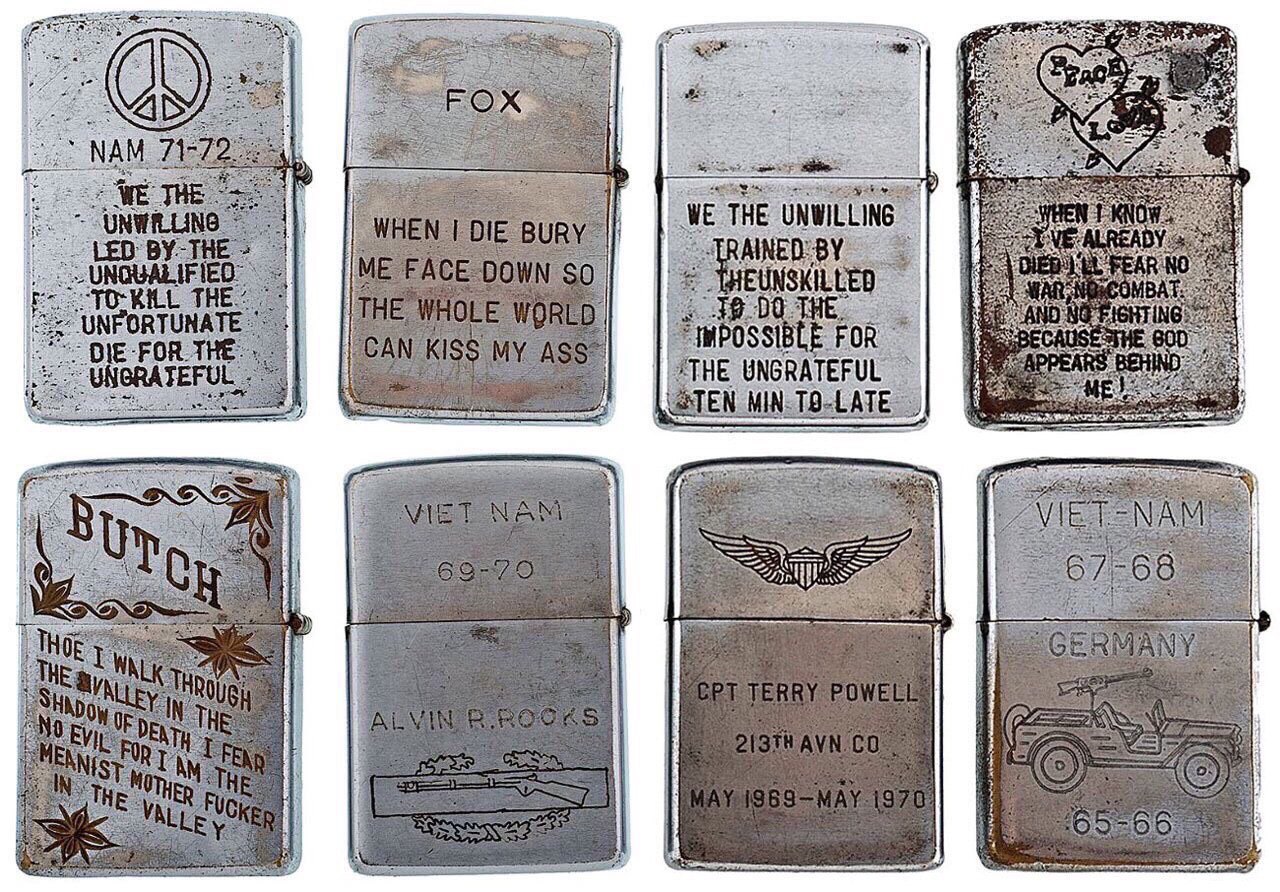 NAM 71-72
WE THE
UNWILLING
LED BY THE
UNQUALIFIED
TO KILL THE
UNFORTUNATE
DIE FOR THE
UNGRATEFUL
FOX
WHEN I DIE BURY
ME FACE DOWN SO
THE WHOLE WORLD
CAN KISS MY ASS
WE THE UNWILLING
TRAINED BY
THEUNSKILLED
TO DO THE
IMPOSSIBLE FOR
THE UNGRATEFUL
TEN MIN TO LATE
PEACE
LOVE
WHEN I KNOW
I'VE ALREADY
DIED I'LL FEAR NO
WAR, NO COMBAT
AND NO FIGHTING
BECAUSE THE GOD
APPEARS BEHIND
ME!
BUTCH
THOE I WALK THROUGH
THE VALLEY IN THE
SHADOW OF DEATH I FEAR
NO EVIL FOR I AM THE
MEANIST MOTHER FUCKER
IN THE VALLEY
VIET NAM
69-70
ALVIN R. ROOKS
CPT TERRY POWELL
213TH AVN CO
MAY 1969-MAY 1970
VIET-NAM
67-68
GERMANY
65-66